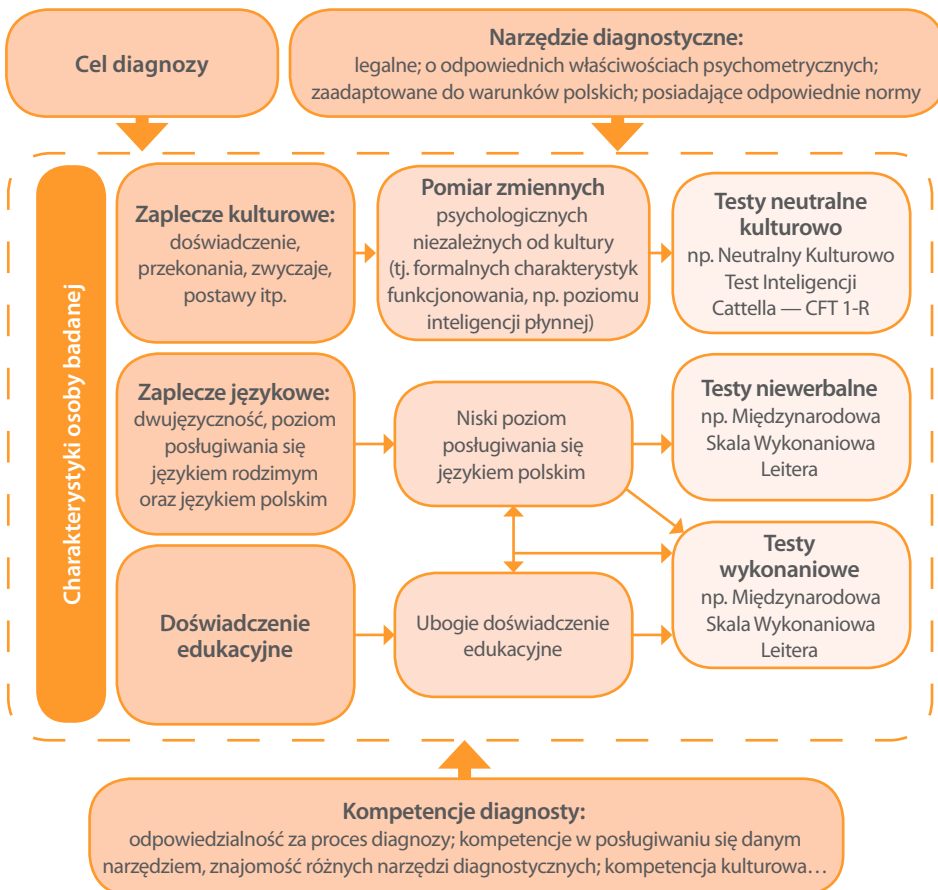 Cel diagnozy
Narzędzie diagnostyczne:
legalne; o odpowiednich właściwościach psychometrycznych;
zaadaptowane do warunków polskich; posiadające odpowiednie normy
Charakterystyki osoby badanej
Zaplecze kulturowe:
doświadczenie,
przekonania, zwyczaje,
postawy itp.
Pomiar zmiennych
psychologicznych
niezależnych od kultury
(tj. formalnych charakterystyk
funkcjonowania, np. poziomu
inteligencji płynnej)
Testy neutralne
kulturowo
np. Neutralny Kulturowo
Test Inteligencji
Cattella — CFT 1-R
Zaplecze językowe:
dwujęzyczność, poziom
posługiwania się
językiem rodzimym
oraz językiem polskim
Niski poziom
posługiwania się
językiem polskim
Testy niewerbalne
np. Międzynarodowa
Skala Wykonaniowa
Leitera
Doświadczenie
edukacyjne
Ubogie doświadczenie
edukacyjne
Testy
wykonaniowe
np. Międzynarodowa
Skala Wykonaniowa
Leitera
Kompetencje diagnosty:
odpowiedzialność za proces diagnozy; kompetencje w posługiwaniu się danym
narzędziem, znajomość różnych narzędzi diagnostycznych; kompetencja kulturowa…